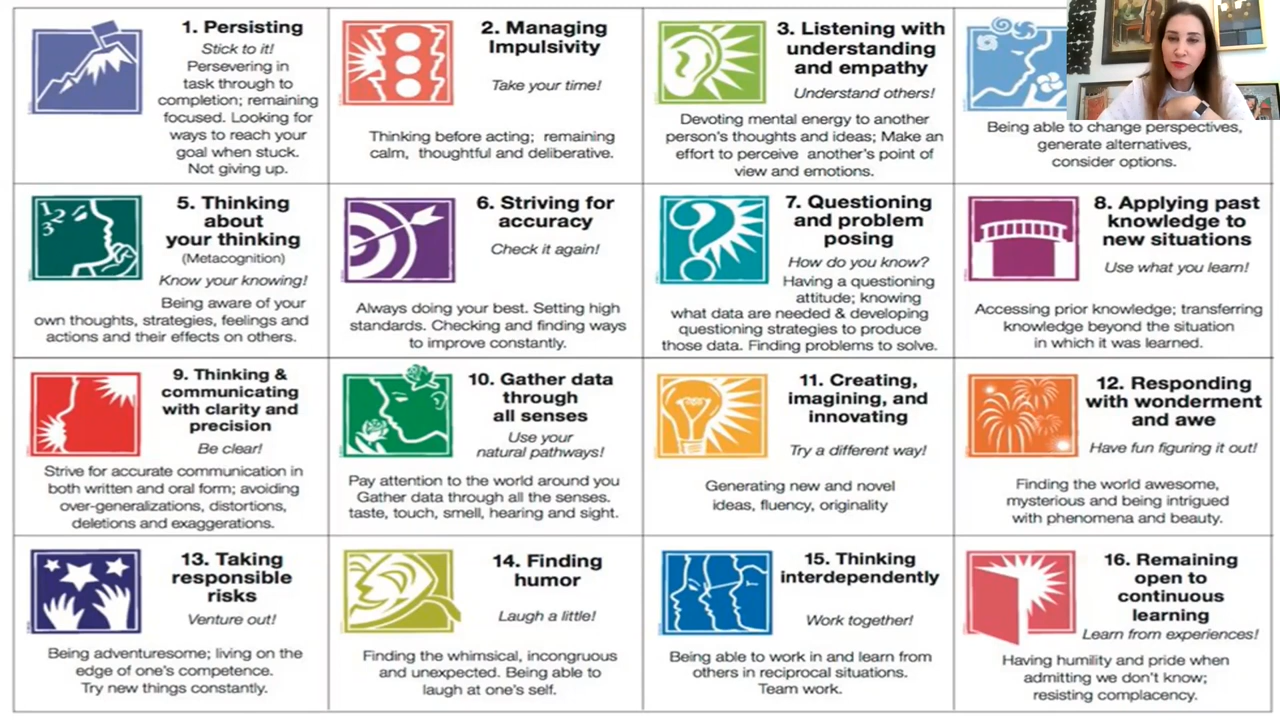 1. Persisting
Stick to it!
Persevering in
task through to
completion; remaining
focused. Looking for
ways to reach your
goal when stuck.
Not giving up.
2. Managing
Impulsivity
Take your time!
Thinking before acting; remaining
calm, thoughtful and deliberative.
3. Listening with
understanding
and empathy
Understand others!
Devoting mental energy to another
person's thoughts and ideas; Make an
effort to perceive another's point of
view and emotions.
Being able to change perspectives,
generate alternatives,
consider options.
5. Thinking
about
your thinking
(Metacognition)
Know your knowing!
Being aware of your
own thoughts, strategies, feelings and
actions and their effects on others.
1 2
3
6. Striving for
accuracy
Check it again!
Always doing your best. Setting high
standards. Checking and finding ways
to improve constantly.
7. Questioning
and problem
posing
How do you know?
Having a questioning
attitude; knowing
what data are needed & developing
questioning strategies to produce
those data. Finding problems to solve.
?
8. Applying past
knowledge to
new situations
Use what you learn!
Accessing prior knowledge; transferring
knowledge beyond the situation
in which it was learned.
9. Thinking &
communicating
with clarity and
precision
Be clear!
Strive for accurate communication in
both written and oral form; avoiding
over-generalizations, distortions,
deletions and exaggerations.
10. Gather data
through
all senses
Use your
natural pathways!
Pay attention to the world around you
Gather data through all the senses.
taste, touch, smell, hearing and sight.
11. Creating,
imagining, and
innovating
Try a different way!
Generating new and novel
ideas, fluency, originality
12. Responding
with wonderment
and awe
Have fun figuring it out!
Finding the world awesome,
mysterious and being intrigued
with phenomena and beauty.
13. Taking
responsible
risks
Venture out!
Being adventuresome; living on the
edge of one's competence.
Try new things constantly.
14. Finding
humor
Laugh a little!
Finding the whimsical, incongruous
and unexpected. Being able to
laugh at one's self.
15. Thinking
interdependently
Work together!
Being able to work in and learn from
others in reciprocal situations.
Team work.
16. Remaining
open to
continuous
learning
Learn from experiences!
Having humility and pride when
admitting we don't know;
resisting complacency.